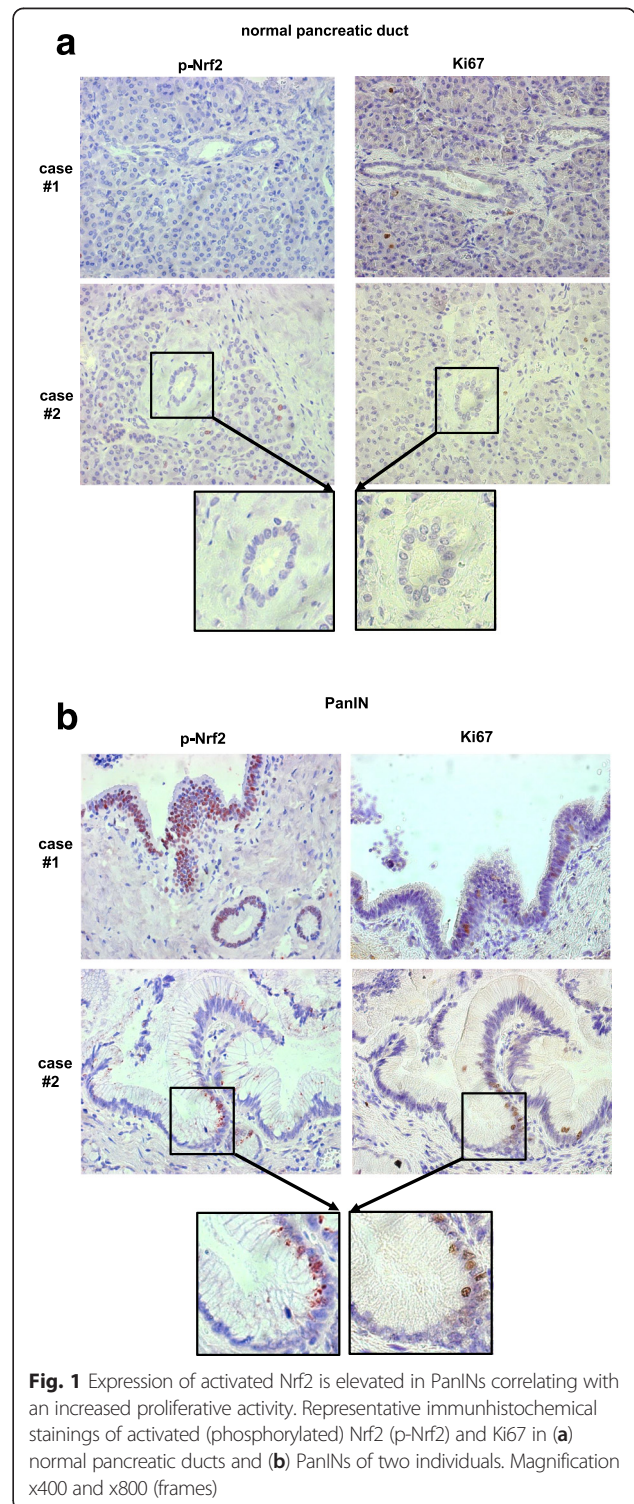 a
normal pancreatic duct
p-Nrf2
Ki67
case
#1
case
#2
b
PanIN
p-Nrf2
Ki67
case
#1
case
#2
Fig. 1 Expression of activated Nrf2 is elevated in PanINs correlating with
an increased proliferative activity. Representative immunhistochemical
stainings of activated (phosphorylated) Nrf2 (p-Nrf2) and Ki67 in (a)
normal pancreatic ducts and (b) PanINs of two individuals. Magnification
x400 and x800 (frames)